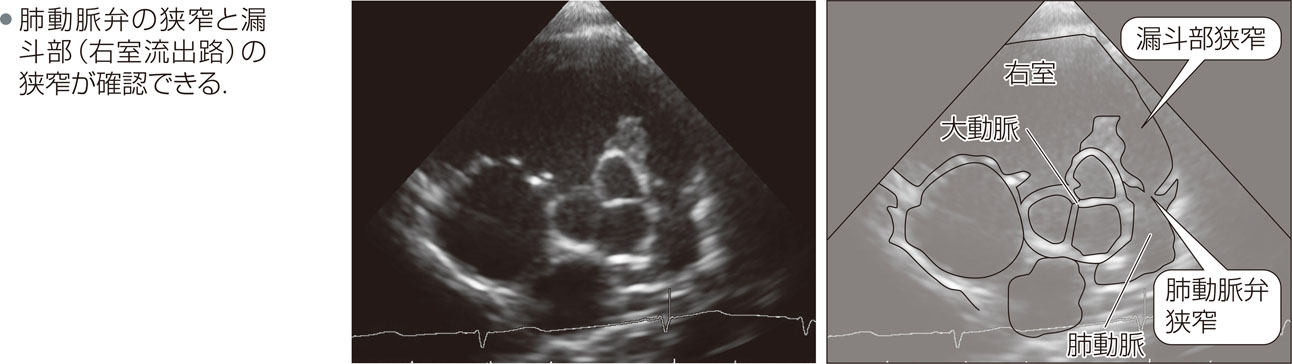 ● 肺動脈弁の狭窄と漏
斗部（右室流出路）の
狭窄が確認できる．
漏斗部狭窄
右室
大動脈
肺動脈弁
狭窄
肺動脈